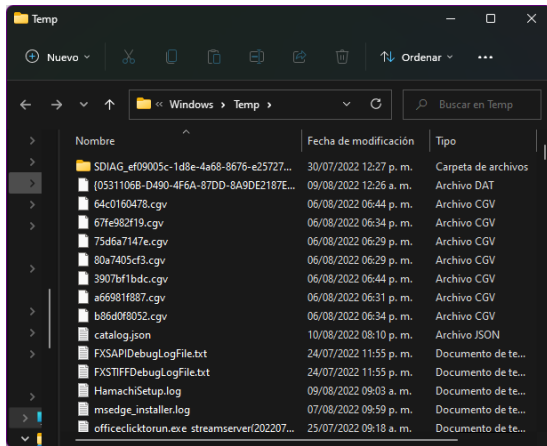 Temp
Nuevo
Ordenar
Windows > Temp >
Buscar en Temp
Nombre Fecha de modificación Tipo
SDIAG_ef09005c-1d8e-4a68-8676-e25727... 30/07/2022 12:27 p. m. Carpeta de archivos
{0531106B-D490-4F6A-87DD-8A9DE2187E... 09/08/2022 12:26 a. m. Archivo DAT
64c0160478.cgv 06/08/2022 06:44 p. m. Archivo CGV
67fe982f19.cgv 06/08/2022 06:34 p. m. Archivo CGV
75d6a7147e.cgv 06/08/2022 06:29 p. m. Archivo CGV
80a7405cf3.cgv 06/08/2022 06:29 p. m. Archivo CGV
3907bf1bdc.cgv 06/08/2022 06:44 p. m. Archivo CGV
a66981f887.cgv 06/08/2022 06:31 p. m. Archivo CGV
b86d0f8052.cgv 06/08/2022 06:34 p. m. Archivo CGV
catalog.json 10/08/2022 08:10 p. m. Archivo JSON
FXSAPIDebugLogFile.txt 24/07/2022 11:55 p. m. Documento de te...
FXSTIFFDebugLogFile.txt 24/07/2022 11:55 p. m. Documento de te...
HamachiSetup.log 09/08/2022 09:03 a. m. Documento de te...
msedge_installer.log 07/08/2022 09:59 p. m. Documento de te...
officeclicktorun.exe_streamserver(202207... 25/07/2022 09:18 a. m. Documento de te...